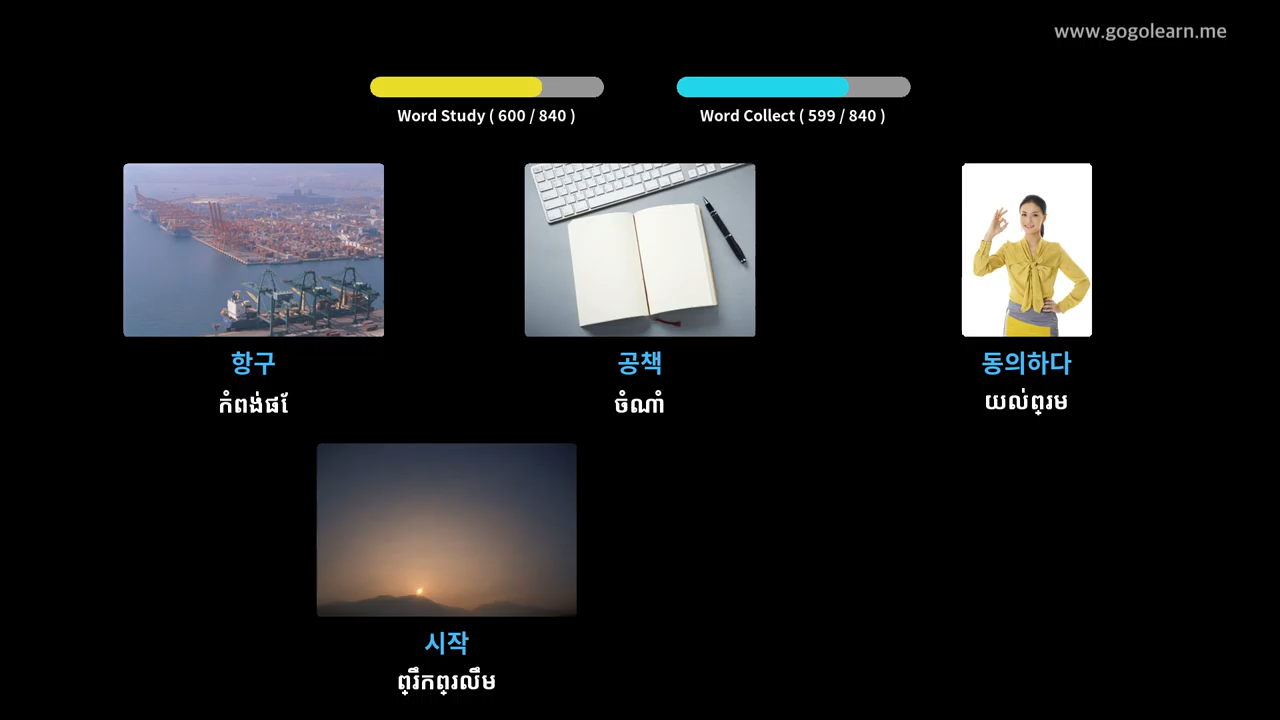 www.gogolearn.me
Word Study ( 600 / 840 )
Word Collect ( 599 / 840 )
항구
កំពង់ផែ
공책
ចំណាំ
동의하다
យល់ព្រម
시작
ព្រឹកព្រលឹម